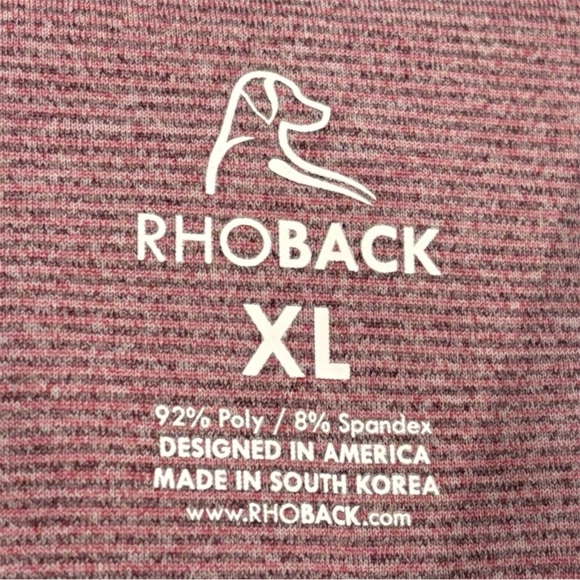 RHOBACK
XL
92% Poly / 8% Spandex
DESIGNED IN AMERICA
MADE IN SOUTH KOREA
www.RHOBACK.com